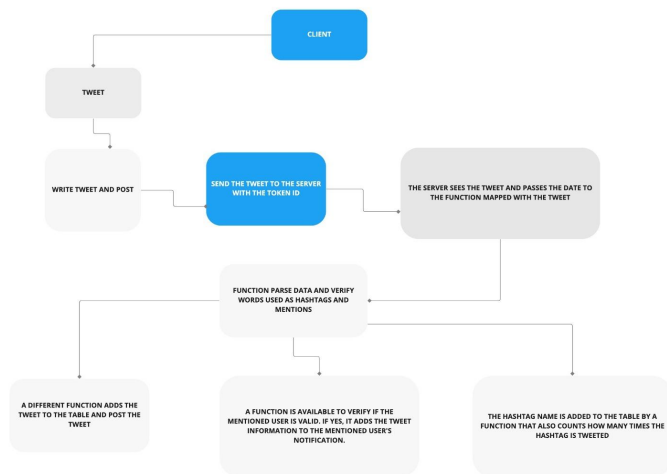 CLIENT
TWEET
WRITE TWEET AND POST
SEND THE TWEET TO THE SERVER
WITH THE TOKEN ID
THE SERVER SEES THE TWEET AND PASSES THE DATE TO
THE FUNCTION MAPPED WITH THE TWEET
FUNCTION PARSE DATA AND VERIFY
WORDS USED AS HASHTAGS AND
MENTIONS
A DIFFERENT FUNCTION ADDS THE
TWEET TO THE TABLE AND POST THE
TWEET
A FUNCTION IS AVAILABLE TO VERIFY IF THE
MENTIONED USER IS VALID. IF YES, IT ADDS THE TWEET
INFORMATION TO THE MENTIONED USER'S
NOTIFICATION.
THE HASHTAG NAME IS ADDED TO THE TABLE BY A
FUNCTION THAT ALSO COUNTS HOW MANY TIMES THE
HASHTAG IS TWEETED